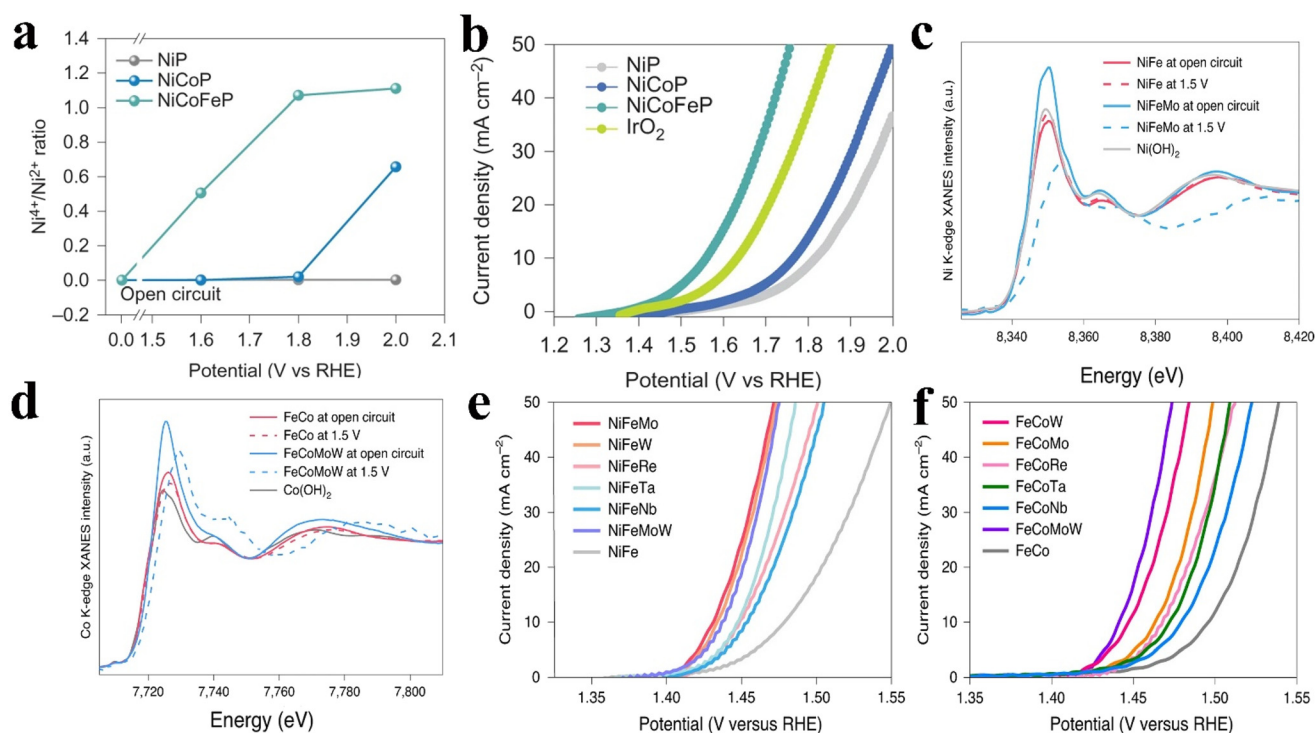 a
1.4
1.2
1.0
0.8
0.6
0.4
0.2
0.0
−0.2
Ni4+/Ni2+ ratio
NiP
NiCoP
NiCoFeP
Open circuit
0.0 1.5 1.6 1.7 1.8 1.9 2.0 2.1
Potential (V vs RHE)
b
50
40
30
20
10
0
Current density (mA cm−2)
NiP
NiCoP
NiCoFeP
IrO2
1.2 1.3 1.4 1.5 1.6 1.7 1.8 1.9 2.0
Potential (V vs RHE)
c
Ni K-edge XANES intensity (a.u.)
NiFe at open circuit
NiFe at 1.5 V
NiFeMo at open circuit
NiFeMo at 1.5 V
Ni(OH)2
8,340 8,360 8,380 8,400 8,420
Energy (eV)
d
Co K-edge XANES intensity (a.u.)
FeCo at open circuit
FeCo at 1.5 V
FeCoMoW at open circuit
FeCoMoW at 1.5 V
Co(OH)2
7,720 7,740 7,760 7,780 7,800
Energy (eV)
e
50
40
30
20
10
0
Current density (mA cm−2)
NiFeMo
NiFeW
NiFeRe
NiFeTa
NiFeNb
NiFeMoW
NiFe
1.35 1.40 1.45 1.50 1.55
Potential (V versus RHE)
f
50
40
30
20
10
0
Current density (mA cm−2)
FeCoW
FeCoMo
FeCoRe
FeCoTa
FeCoNb
FeCoMoW
FeCo
1.35 1.40 1.45 1.50 1.55
Potential (V versus RHE)